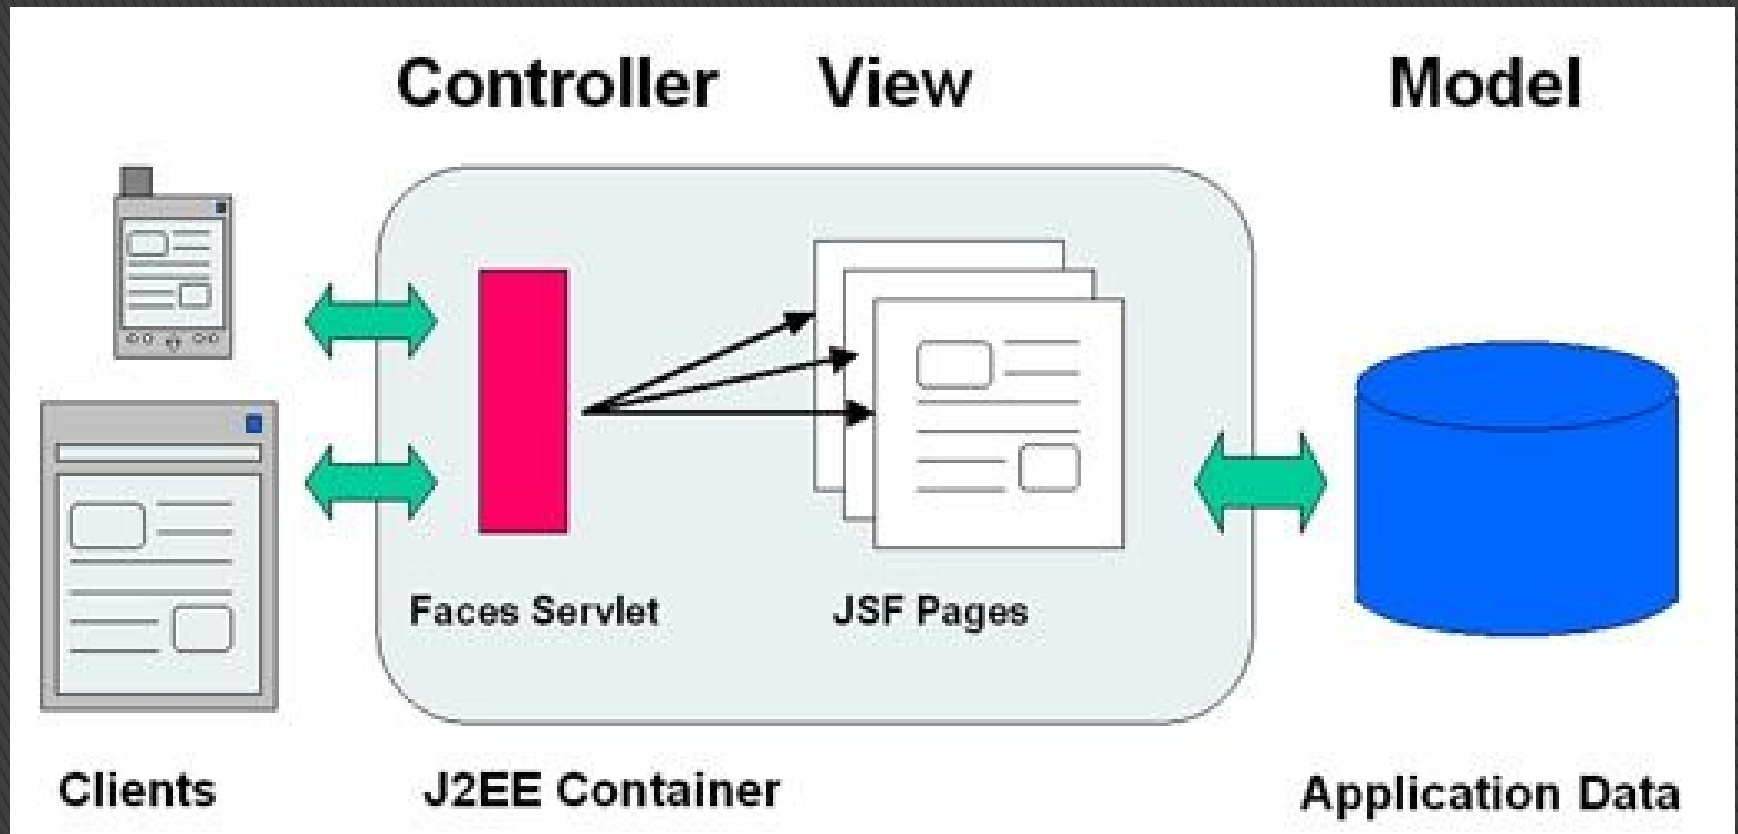 Controller View Model
Faces Servlet JSF Pages
Clients J2EE Container Application Data